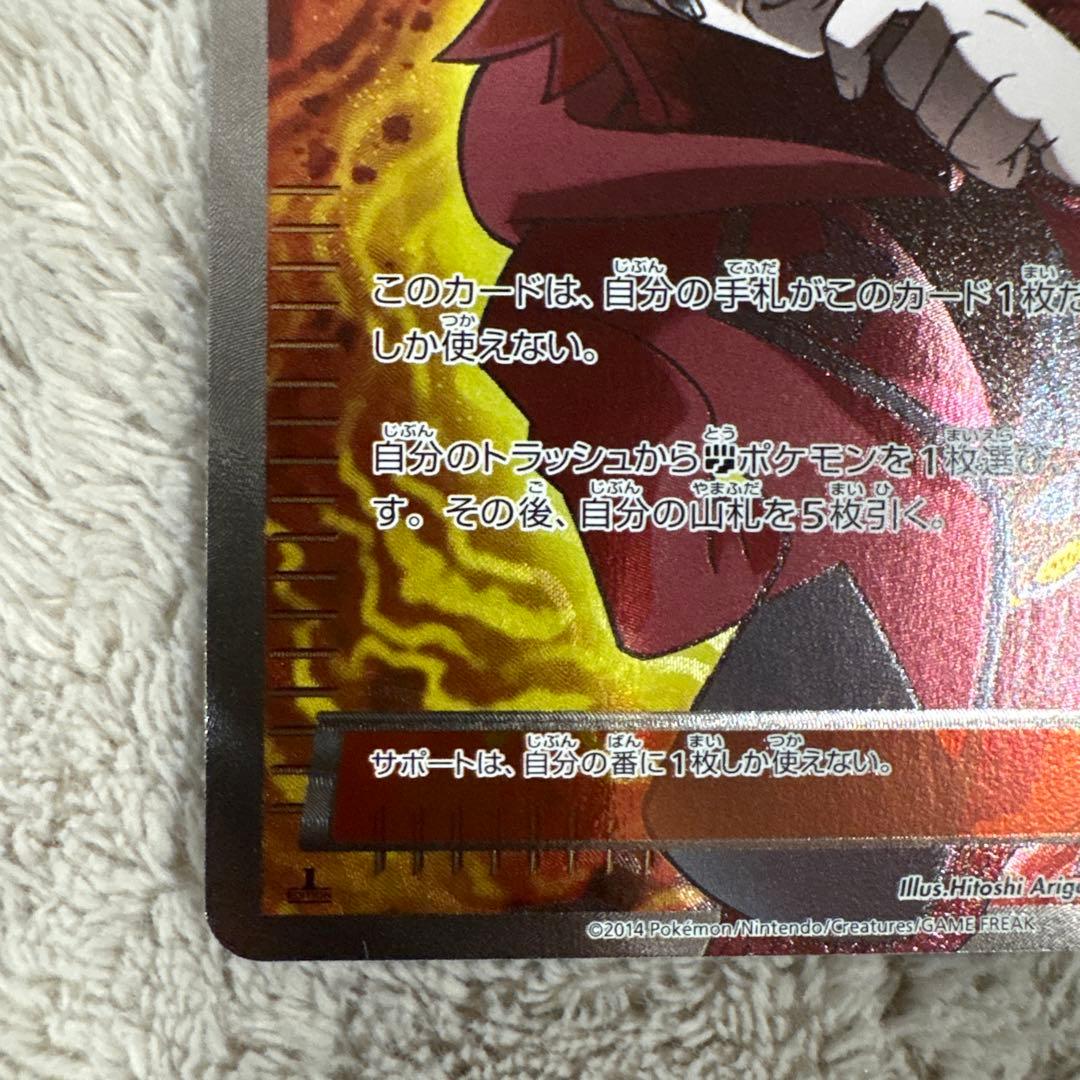 このカードは、自分の手札がこのカード1枚だ
しか使えない。
自分のトラッシュから闘ポケモンを1枚選び、
す。その後、自分の山札を5枚引く。
サポートは、自分の番に1枚しか使えない。
1
Illus.Hitoshi Ariga
©2014 Pokémon/Nintendo/Creatures/GAME FREAK